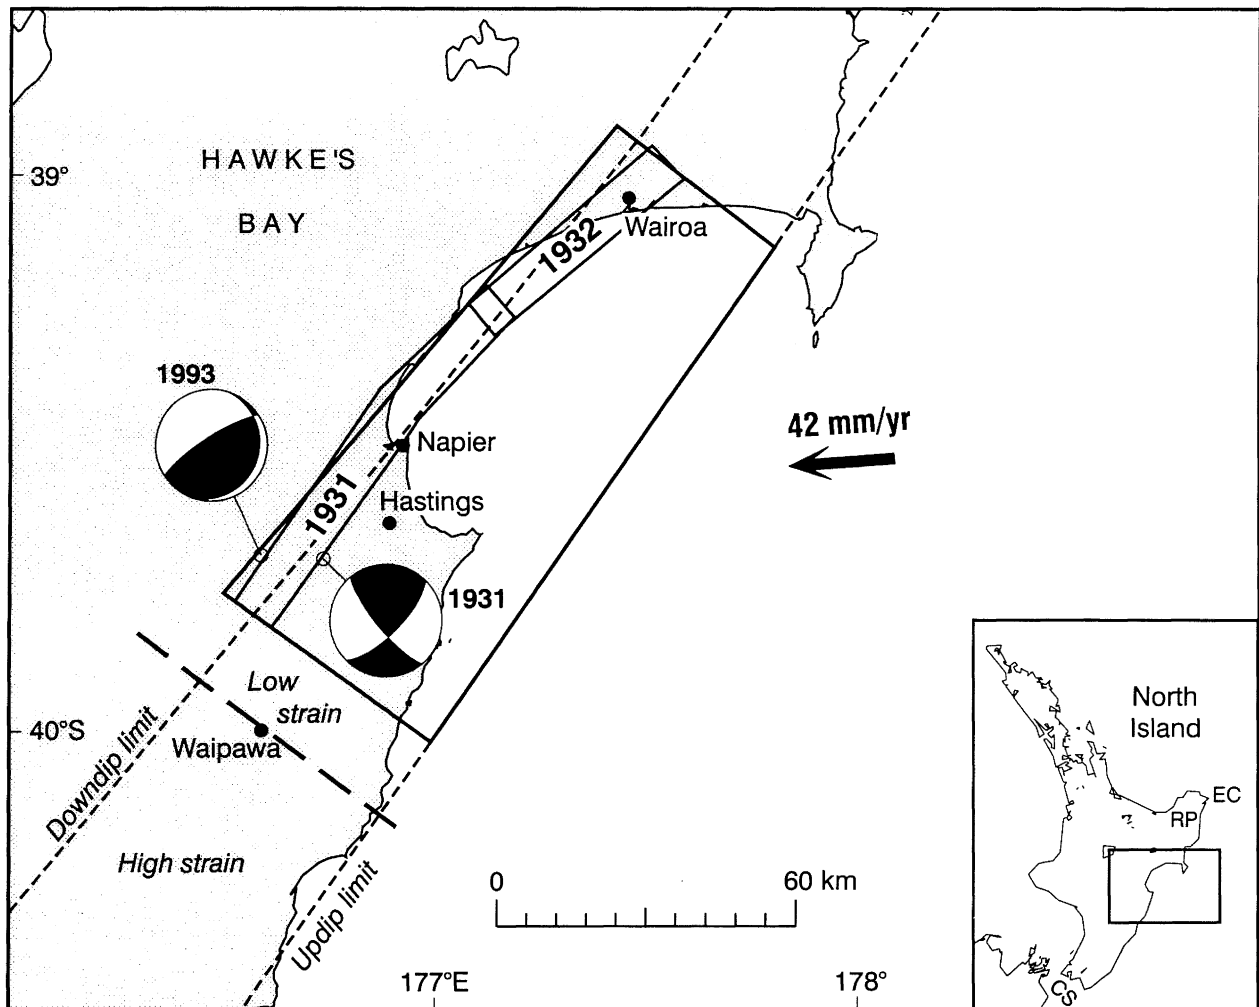 HAWKE'S
BAY
39°
Wairoa
1932
1993
42 mm/yr
Napier
1931
Hastings
1931
Low
strain
40°S
Waipawa
Downdip limit
High strain
Updip limit
0 60 km
177°E
178°
North
Island
EC
RP
CS